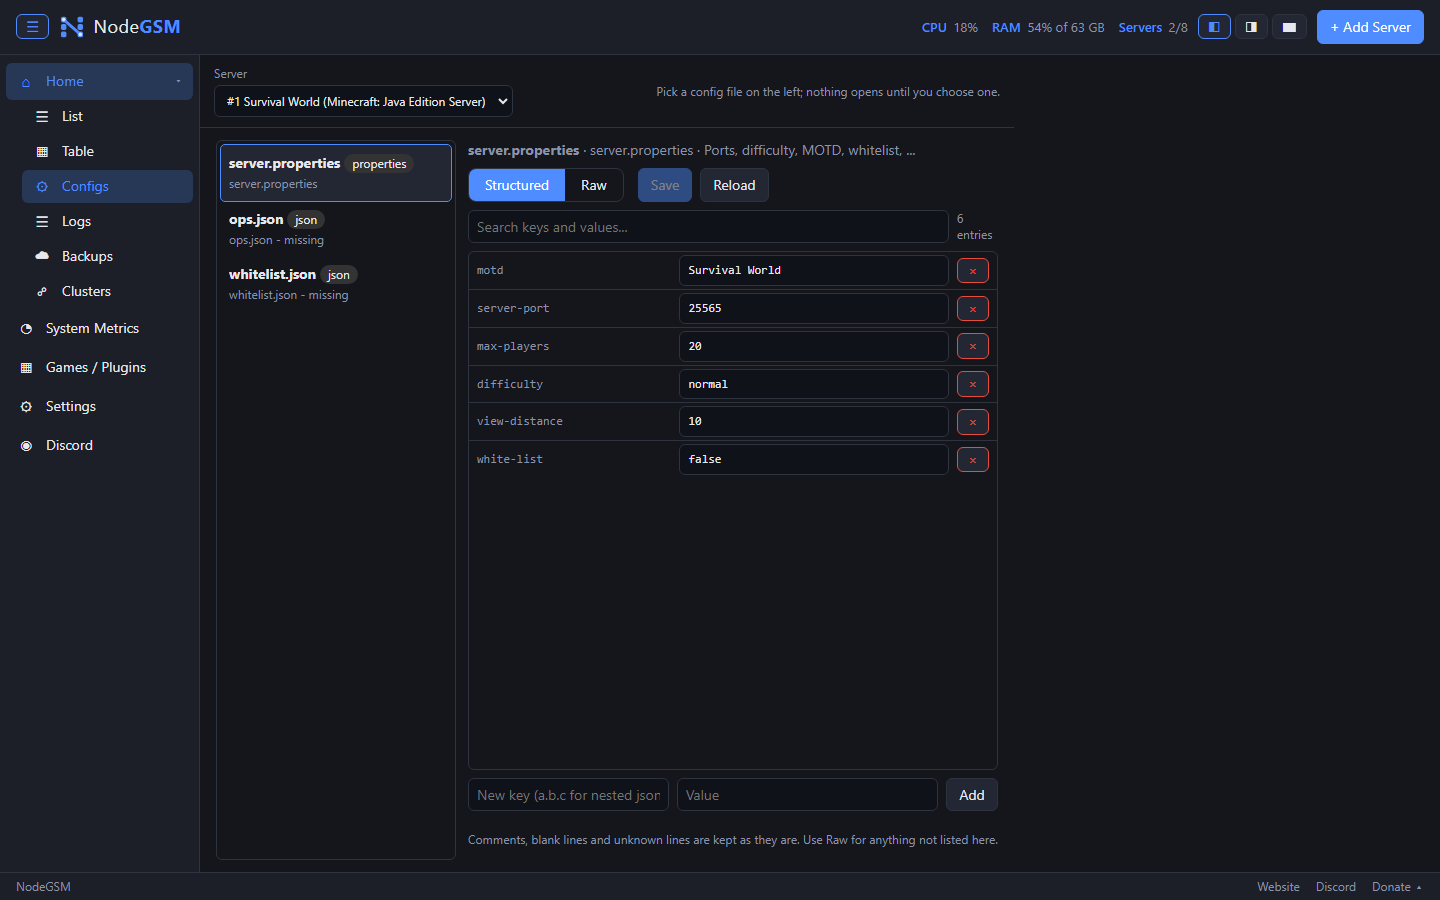 NodeGSM
CPU 18% RAM 54% of 63 GB Servers 2/8
+ Add Server
Home
List
Table
Configs
Logs
Backups
Clusters
System Metrics
Games / Plugins
Settings
Discord
Server
#1 Survival World (Minecraft: Java Edition Server)
Pick a config file on the left; nothing opens until you choose one.
server.properties properties
server.properties
ops.json json
ops.json - missing
whitelist.json json
whitelist.json - missing
server.properties · server.properties · Ports, difficulty, MOTD, whitelist, ...
Structured Raw Save Reload
Search keys and values...
6 entries
motd Survival World ×
server-port 25565 ×
max-players 20 ×
difficulty normal ×
view-distance 10 ×
white-list false ×
New key (a.b.c for nested json Value Add
Comments, blank lines and unknown lines are kept as they are. Use Raw for anything not listed here.
NodeGSM
Website Discord Donate